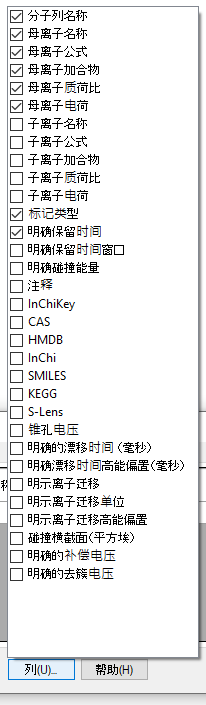 分子列名称
母离子名称
母离子公式
母离子加合物
母离子质荷比
母离子电荷
子离子名称
子离子公式
子离子加合物
子离子质荷比
子离子电荷
标记类型
明确保留时间
明确保留时间窗口
明确碰撞能量
注释
InChiKey
CAS
HMDB
InChi
SMILES
KEGG
S-Lens
锥孔电压
明确的漂移时间 (毫秒)
明确漂移时间高能偏置(毫秒)
明示离子迁移
明示离子迁移单位
明示离子迁移高能偏置
碰撞横截面(平方埃)
明确的补偿电压
明确的去簇电压
列(U)... 帮助(H)